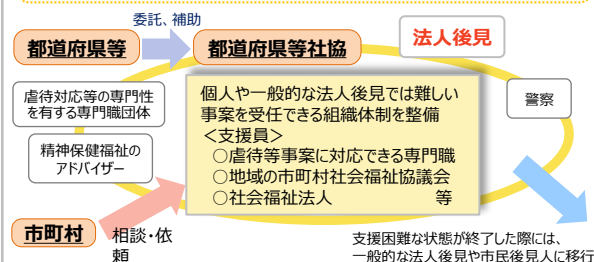 委託、補助
都道府県等
都道府県等社協
法人後見
虐待対応等の専門性
を有する専門職団体
精神保健福祉の
アドバイザー
個人や一般的な法人後見では難しい
事案を受任できる組織体制を整備
＜支援員＞
○虐待等事案に対応できる専門職
○地域の市町村社会福祉協議会
○社会福祉法人　　　　　　等
警察
市町村
相談・依
頼
支援困難な状態が終了した際には、
一般的な法人後見や市民後見人に移行